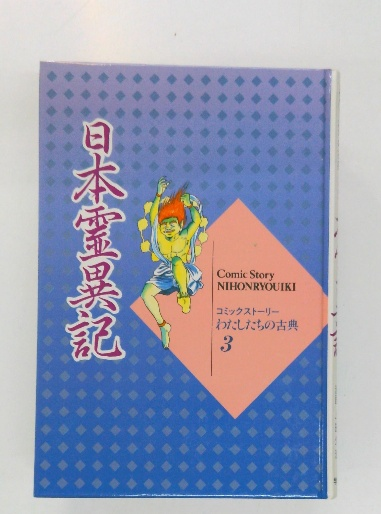 日本霊異記
Comic Story
NIHONRYOUIKI
コミックストーリー
わたしたちの古典
3